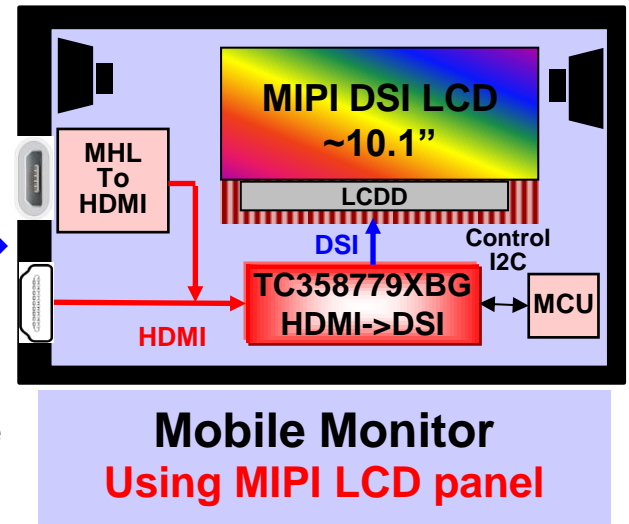 MIPI DSI LCD
~10.1”
MHL
To
HDMI
LCDD
DSI
Control
I2C
TC358779XBG
HDMI->DSI
MCU
HDMI
Mobile Monitor
Using MIPI LCD panel